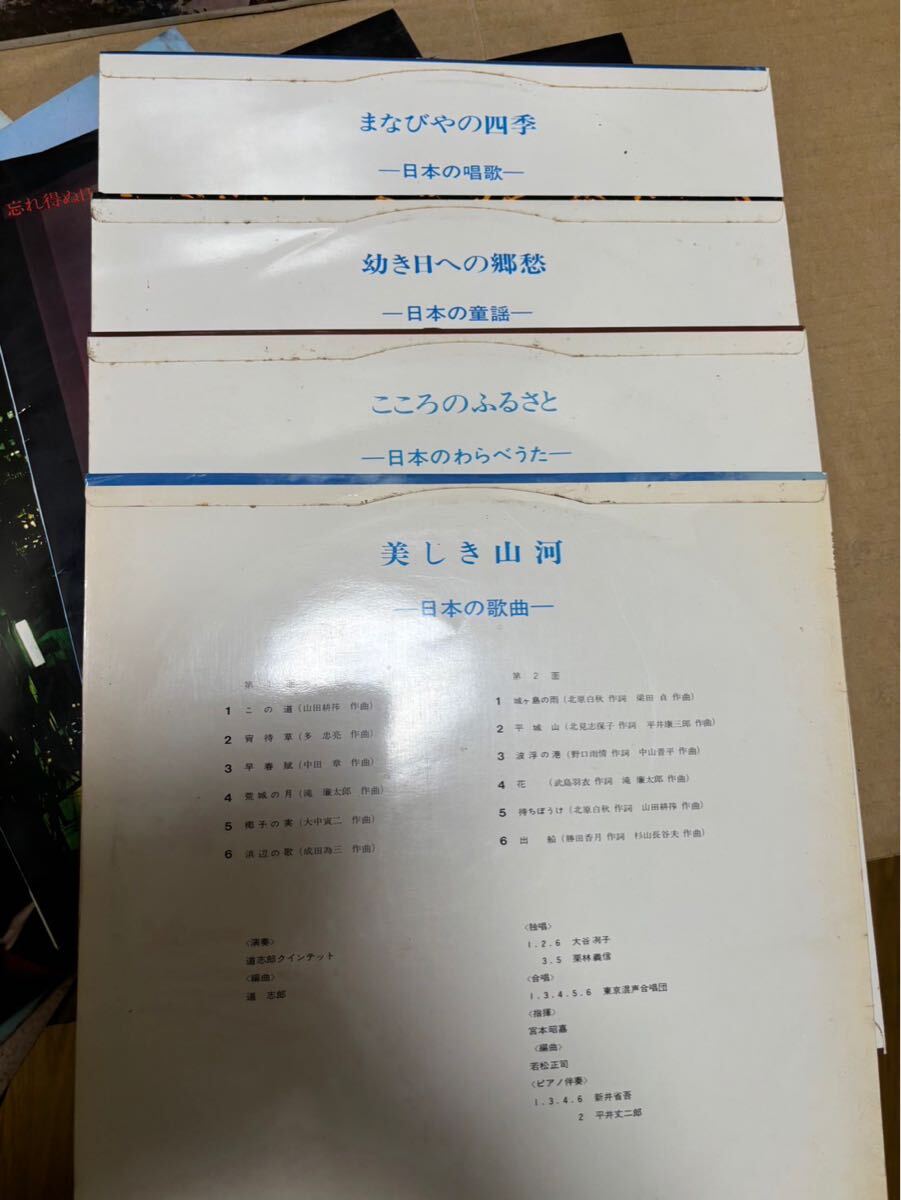 まなびやの四季
―日本の唱歌―
忘れ得ぬ
幼き日への郷愁
―日本の童謡―
こころのふるさと
―日本のわらべうた―
美しき山河
―日本の歌曲―
第1面
1 この道(山田耕筰 作曲)
2 宵待草(多 忠亮 作曲)
3 早春賦(中田 章 作曲)
4 荒城の月(滝 廉太郎 作曲)
5 椰子の実(大中寅二 作曲)
6 浜辺の歌(成田為三 作曲)
〈演奏〉
道志郎クインテット
〈編曲〉
道 志郎
第2面
1 城ヶ島の雨(北原白秋 作詞 梁田 貞 作曲)
2 平城山(北見志保子 作詞 平井康三郎 作曲)
3 波浮の港(野口雨情 作詞 中山晋平 作曲)
4 花 (武島羽衣 作詞 滝 廉太郎 作曲)
5 待ちぼうけ(北原白秋 作詞 山田耕筰 作曲)
6 出 船(勝田香月 作詞 杉山長谷夫 作曲)
〈独唱〉
1.2.6 大谷冽子
3.5 栗林義信
〈合唱〉
1.3.4.5.6 東京混声合唱団
〈指揮〉
宮本昭嘉
〈編曲〉
若松正司
〈ピアノ伴奏〉
1.3.4.6 新井省吾
2 平井丈二郎